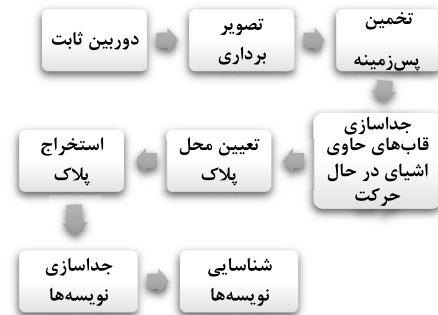 دوربین ثابت
تصویر
برداری
تخمین
پس‌زمینه
جداسازی
قاب‌های حاوی
اشیای در حال
حرکت
تعیین محل
پلاک
استخراج
پلاک
جداسازی
نویسه‌ها
شناسایی
نویسه‌ها